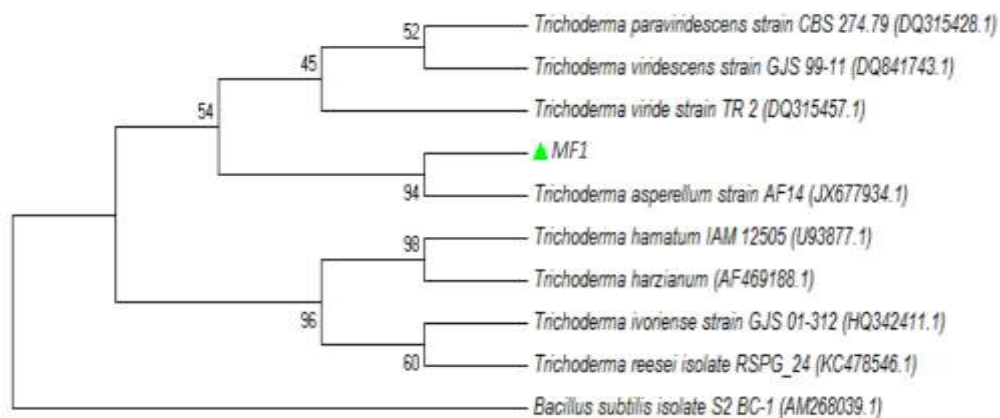 Trichoderma paraviridescens strain CBS 274.79 (DQ315428.1)
52
Trichoderma viridescens strain GJS 99-11 (DQ841743.1)
45
Trichoderma viride strain TR 2 (DQ315457.1)
54
MF1
94
Trichoderma asperellum strain AF14 (JX677934.1)
Trichoderma hamatum IAM 12505 (U93877.1)
98
Trichoderma harzianum (AF469188.1)
96
Trichoderma ivoriense strain GJS 01-312 (HQ342411.1)
60
Trichoderma reesei isolate RSPG_24 (KC478546.1)
Bacillus subtilis isolate S2 BC-1 (AM268039.1)